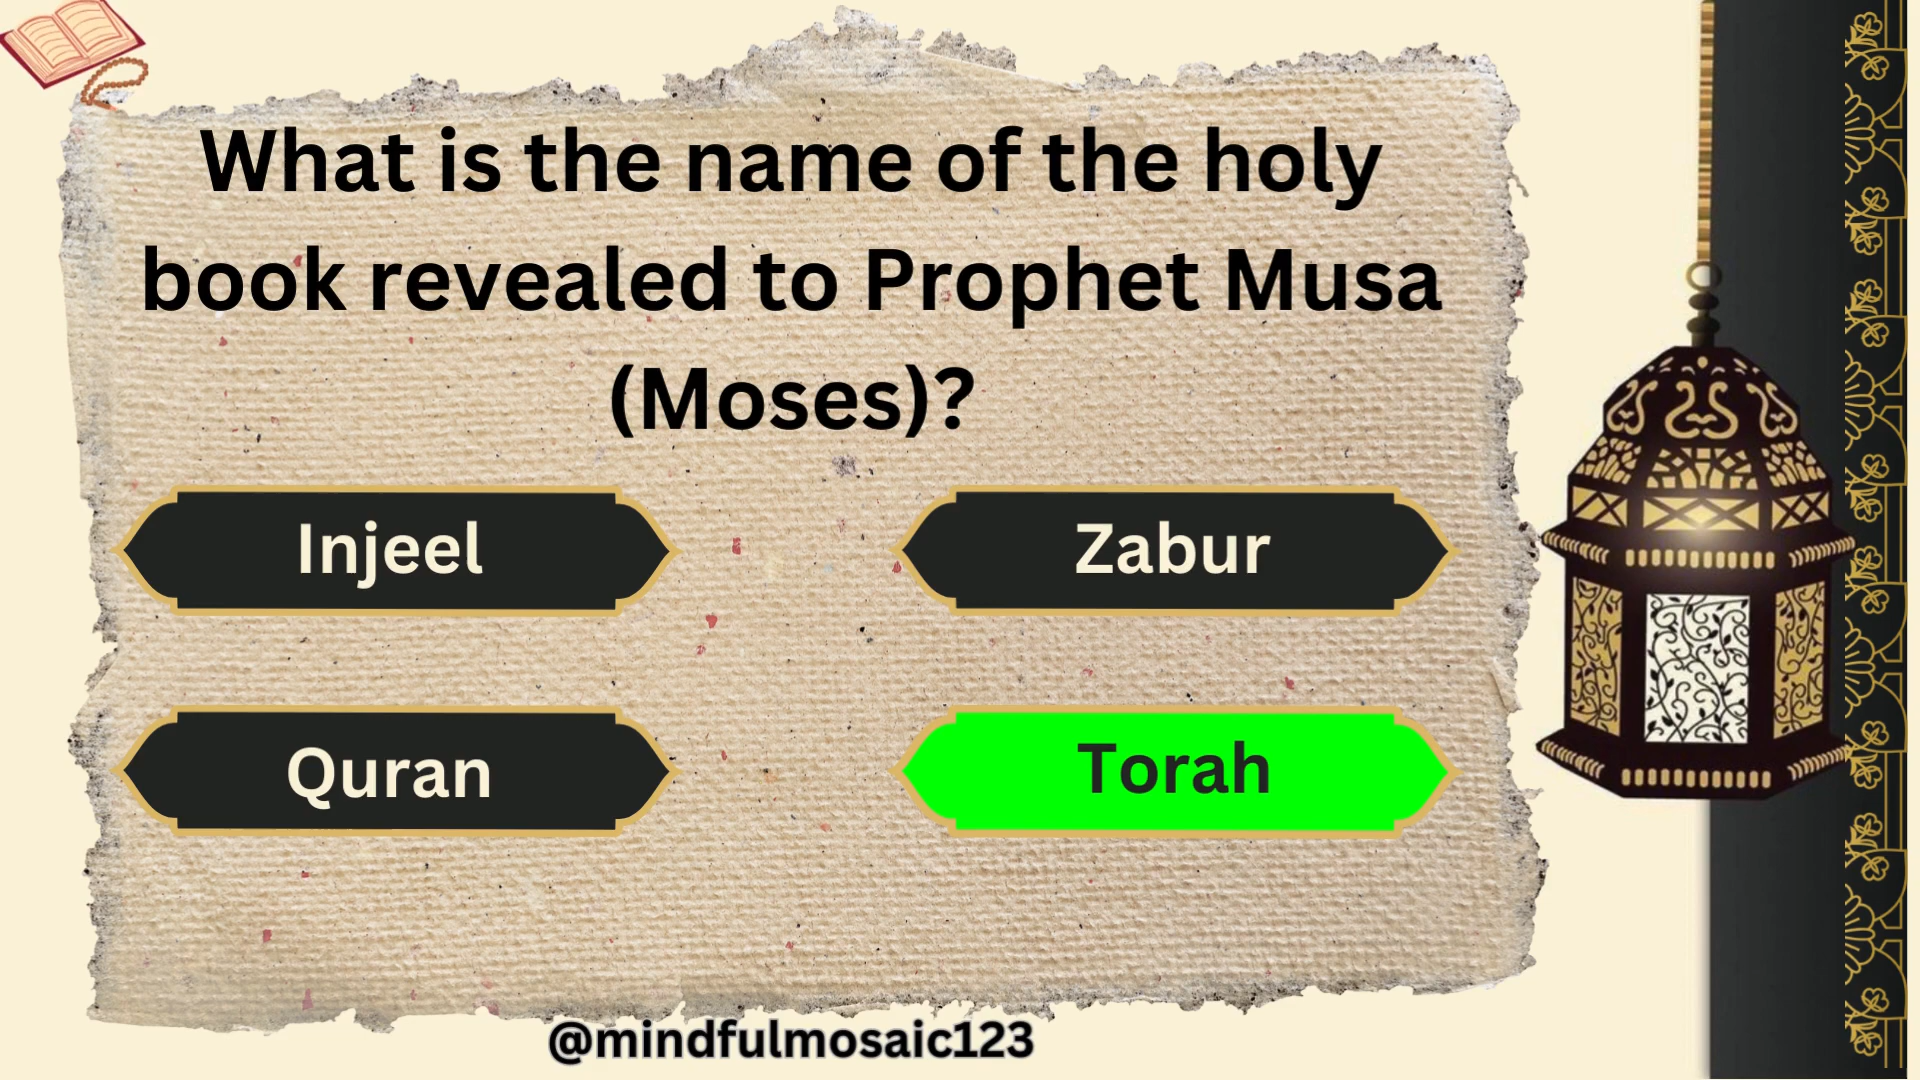 What is the name of the holy
book revealed to Prophet Musa
(Moses)?
Injeel
Zabur
Quran
Torah
@mindfulmosaic123